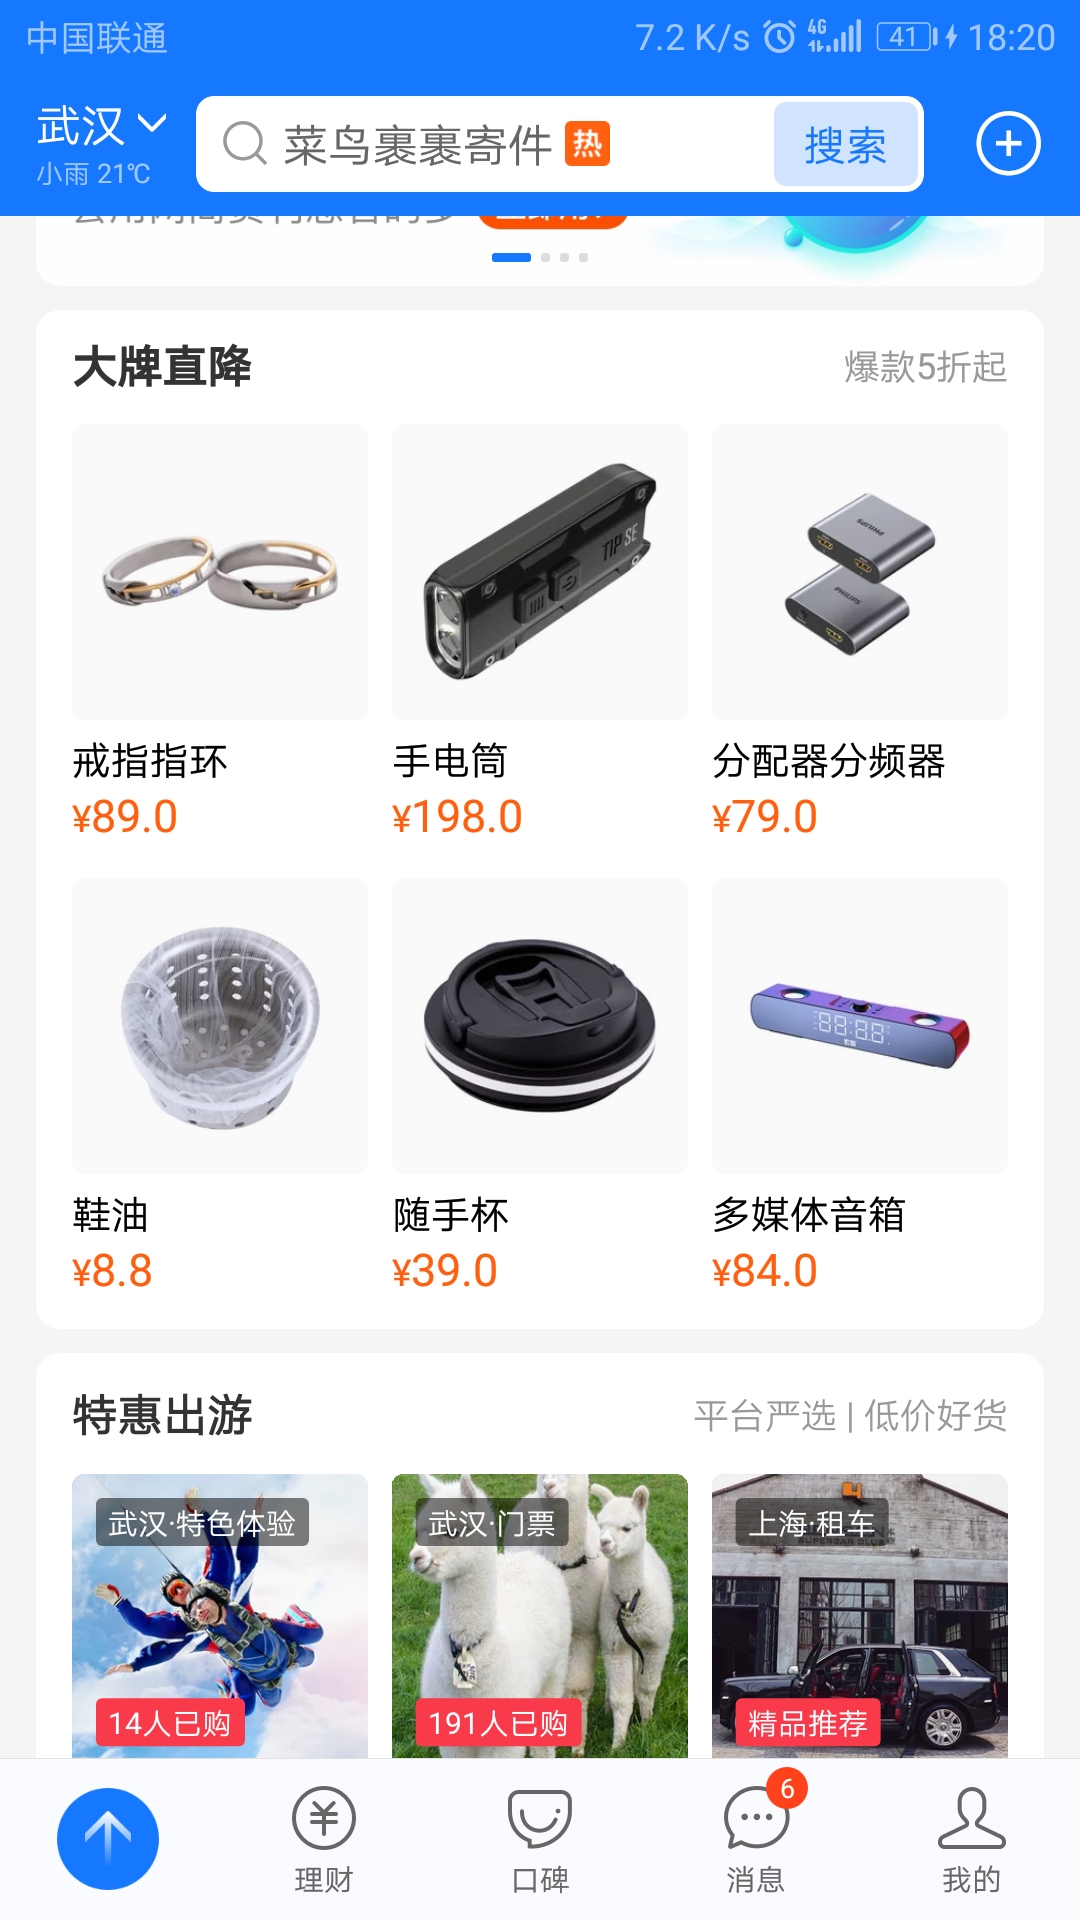 中国联通
7.2 K/s
4G
41
18:20
武汉
小雨 21℃
菜鸟裹裹寄件 热
搜索
大牌直降
爆款5折起
TIP SE
PHILIPS
PHILIPS
戒指指环
手电筒
分配器分频器
¥89.0
¥198.0
¥79.0
88:88
鞋油
随手杯
多媒体音箱
¥8.8
¥39.0
¥84.0
特惠出游
平台严选 | 低价好货
武汉·特色体验
武汉·门票
上海·租车
14人已购
191人已购
精品推荐
6
理财
口碑
消息
我的